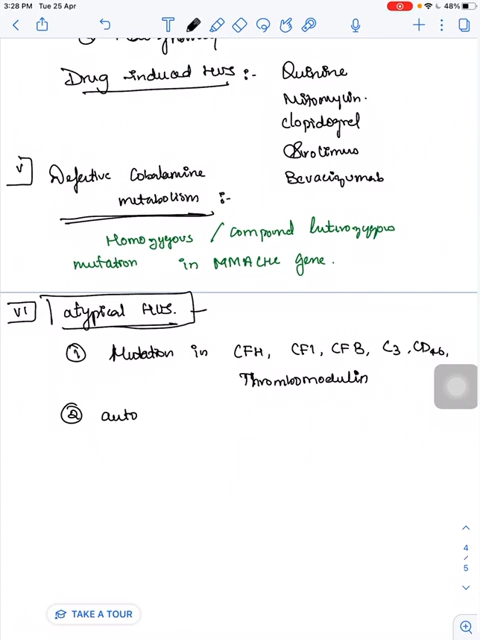 3:28 PM Tue 25 Apr
48%
Drug induced HUS :- Quinine
Mitomycin.
Clopidogrel
Sirolimus
Bevacizumab
V Defective Cobalamine
metabolism :-
Homozygous / compound heterozygous
mutation in MMACHC gene.
VI atypical HUS.
① Mutation in CFH, CFI, CFB, C3, CD46,
Thrombomodulin
② auto
4
/
5
TAKE A TOUR